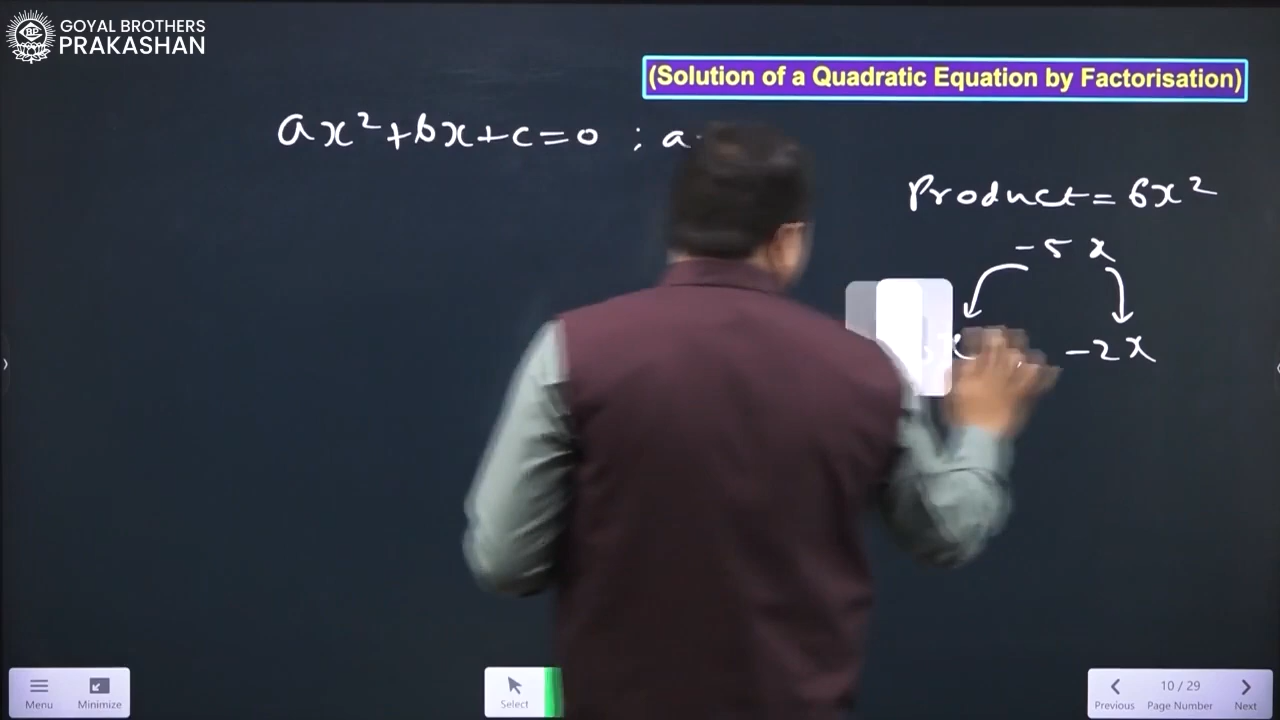 GOYAL BROTHERS
PRAKASHAN
(Solution of a Quadratic Equation by Factorisation)
ax²+bx+c=0 ; a
Product = 6x²
-5x
x -2x
Menu
Minimize
Select
10 / 29
Previous
Page Number
Next